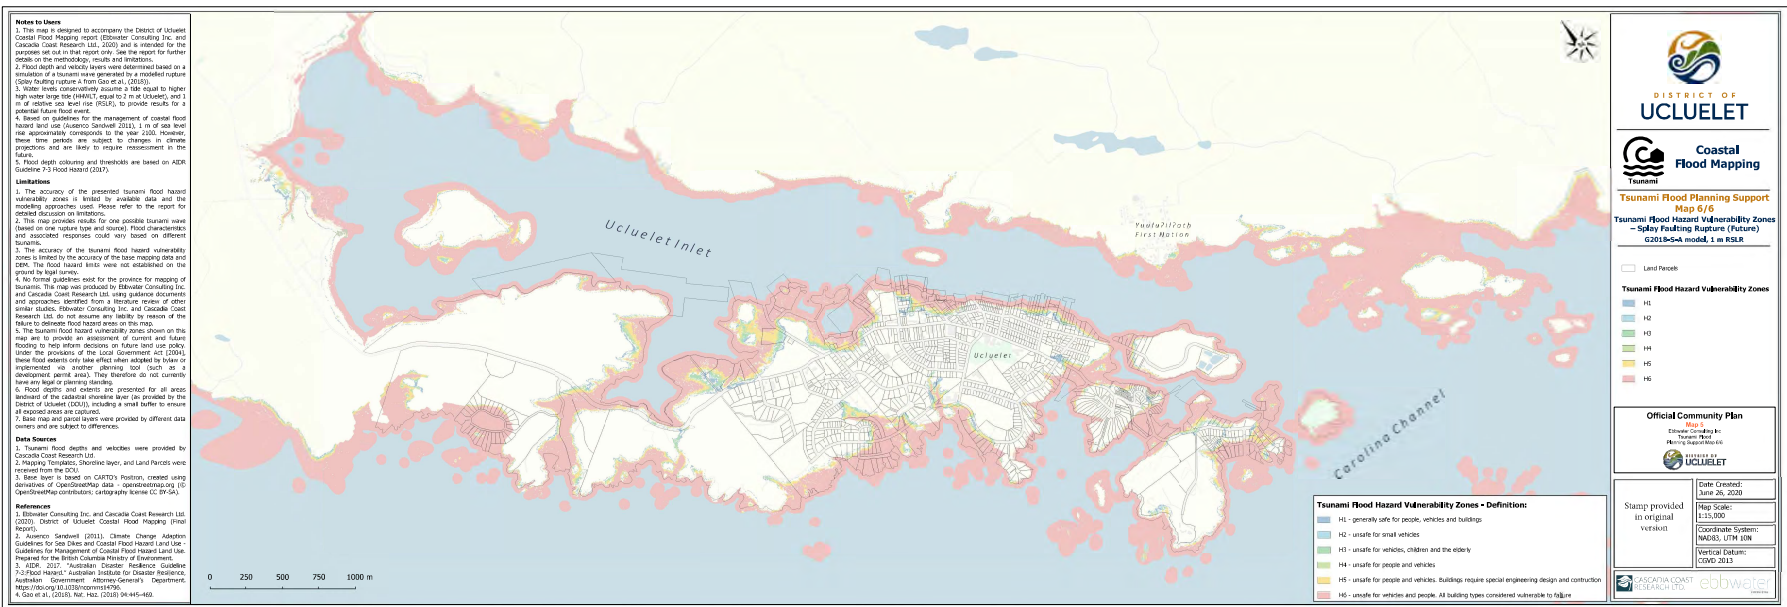 Notes to Users
1. This map is designed to accompany the District of Ucluelet
Coastal Flood Mapping report (Ebbwater Consulting Inc. and
Cascadia Coast Research Ltd., 2020) and is intended for the
purposes set out in that report only. See the report for further
details on the methodology, results and limitations.
2. Flood depth and velocity layers were determined based on a
simulation of a tsunami wave generated by a modelled rupture
(Splay faulting rupture A from Gao et al., (2018)).
3. Water levels conservatively assume a tide equal to higher
high water large tide (HHWLT, equal to 2 m at Ucluelet), and 1
m of relative sea level rise (RSLR), to provide results for a
potential future flood event.
4. Based on guidelines for the management of coastal flood
hazard land use (Ausenco Sandwell 2011), 1 m of sea level
rise approximately corresponds to the year 2100. However,
these time periods are subject to changes in climate
projections and are likely to require reassessment in the
future.
5. Flood depth colouring and thresholds are based on AIDR
Guideline 7-3 Flood Hazard (2017).
Limitations
1. The accuracy of the presented tsunami flood hazard
vulnerability zones is limited by available data and the
modelling approaches used. Please refer to the report for
detailed discussion on limitations.
2. This map provides results for one possible tsunami wave
(based on one rupture type and source). Flood characteristics
and associated responses could vary based on different
tsunamis.
3. The accuracy of the tsunami flood hazard vulnerability
zones is limited by the accuracy of the base mapping data and
DEM. The flood hazard limits were not established on the
ground by legal survey.
4. No formal guidelines exist for the province for mapping of
tsunamis. This map was produced by Ebbwater Consulting Inc.
and Cascadia Coast Research Ltd. using guidance documents
and approaches identified from a literature review of other
similar studies. Ebbwater Consulting Inc. and Cascadia Coast
Research Ltd. do not assume any liability by reason of the
failure to delineate flood hazard areas on this map.
5. The tsunami flood hazard vulnerability zones shown on this
map are to provide an assessment of current and future
flooding to help inform decisions on future land use policy.
Under the provisions of the Local Government Act [2004],
these flood extents only take effect when adopted by bylaw or
implemented via another planning tool (such as a
development permit area). They therefore do not currently
have any legal or planning standing.
6. Flood depths and extents are presented for all areas
landward of the cadastral shoreline layer (as provided by the
District of Ucluelet (DOU)), including a small buffer to ensure
all exposed areas are captured.
7. Base map and parcel layers were provided by different data
owners and are subject to differences.
Data Sources
1. Tsunami flood depths and velocities were provided by
Cascadia Coast Research Ltd.
2. Mapping Templates, Shoreline layer, and Land Parcels were
received from the DOU.
3. Base layer is based on CARTO's Positron, created using
derivatives of OpenStreetMap data - openstreetmap.org (©
OpenStreetMap contributors; cartography license CC BY-SA).
References
1. Ebbwater Consulting Inc. and Cascadia Coast Research Ltd.
(2020). District of Ucluelet Coastal Flood Mapping (Final
Report).
2. Ausenco Sandwell (2011). Climate Change Adaption
Guidelines for Sea Dikes and Coastal Flood Hazard Land Use -
Guidelines for Management of Coastal Flood Hazard Land Use.
Prepared for the British Columbia Ministry of Environment.
3. AIDR. 2017. "Australian Disaster Resilience Guideline
7-3:Flood Hazard." Australian Institute for Disaster Resilience,
Australian Government Attorney-General's Department.
https://doi.org/10.1038/ncomms14796.
4. Gao et al., (2018). Nat. Haz. (2018) 94:445-469.
Ucluelet Inlet
First Nation
Ucluelet
Carolina Channel
0 250 500 750 1000 m
Tsunami Flood Hazard Vulnerability Zones - Definition:
H1 - generally safe for people, vehicles and buildings
H2 - unsafe for small vehicles
H3 - unsafe for vehicles, children and the elderly
H4 - unsafe for people and vehicles
H5 - unsafe for people and vehicles. Buildings require special engineering design and contruction
H6 - unsafe for vehicles and people. All building types considered vulnerable to failure
DISTRICT OF
UCLUELET
Tsunami
Coastal
Flood Mapping
Tsunami Flood Planning Support
Map 6/6
Tsunami Flood Hazard Vulnerability Zones
– Splay Faulting Rupture (Future)
G2018-S-A model, 1 m RSLR
Land Parcels
Tsunami Flood Hazard Vulnerability Zones
H1
H2
H3
H4
H5
H6
Official Community Plan
Map 5
Ebbwater Consulting Inc
Tsunami Flood
Planning Support Map 6/6
DISTRICT OF
UCLUELET
Stamp provided
in original
version
Date Created:
June 26, 2020
Map Scale:
1:15,000
Coordinate System:
NAD83, UTM 10N
Vertical Datum:
CGVD 2013
CASCADIA COAST
RESEARCH LTD.
ebbwater